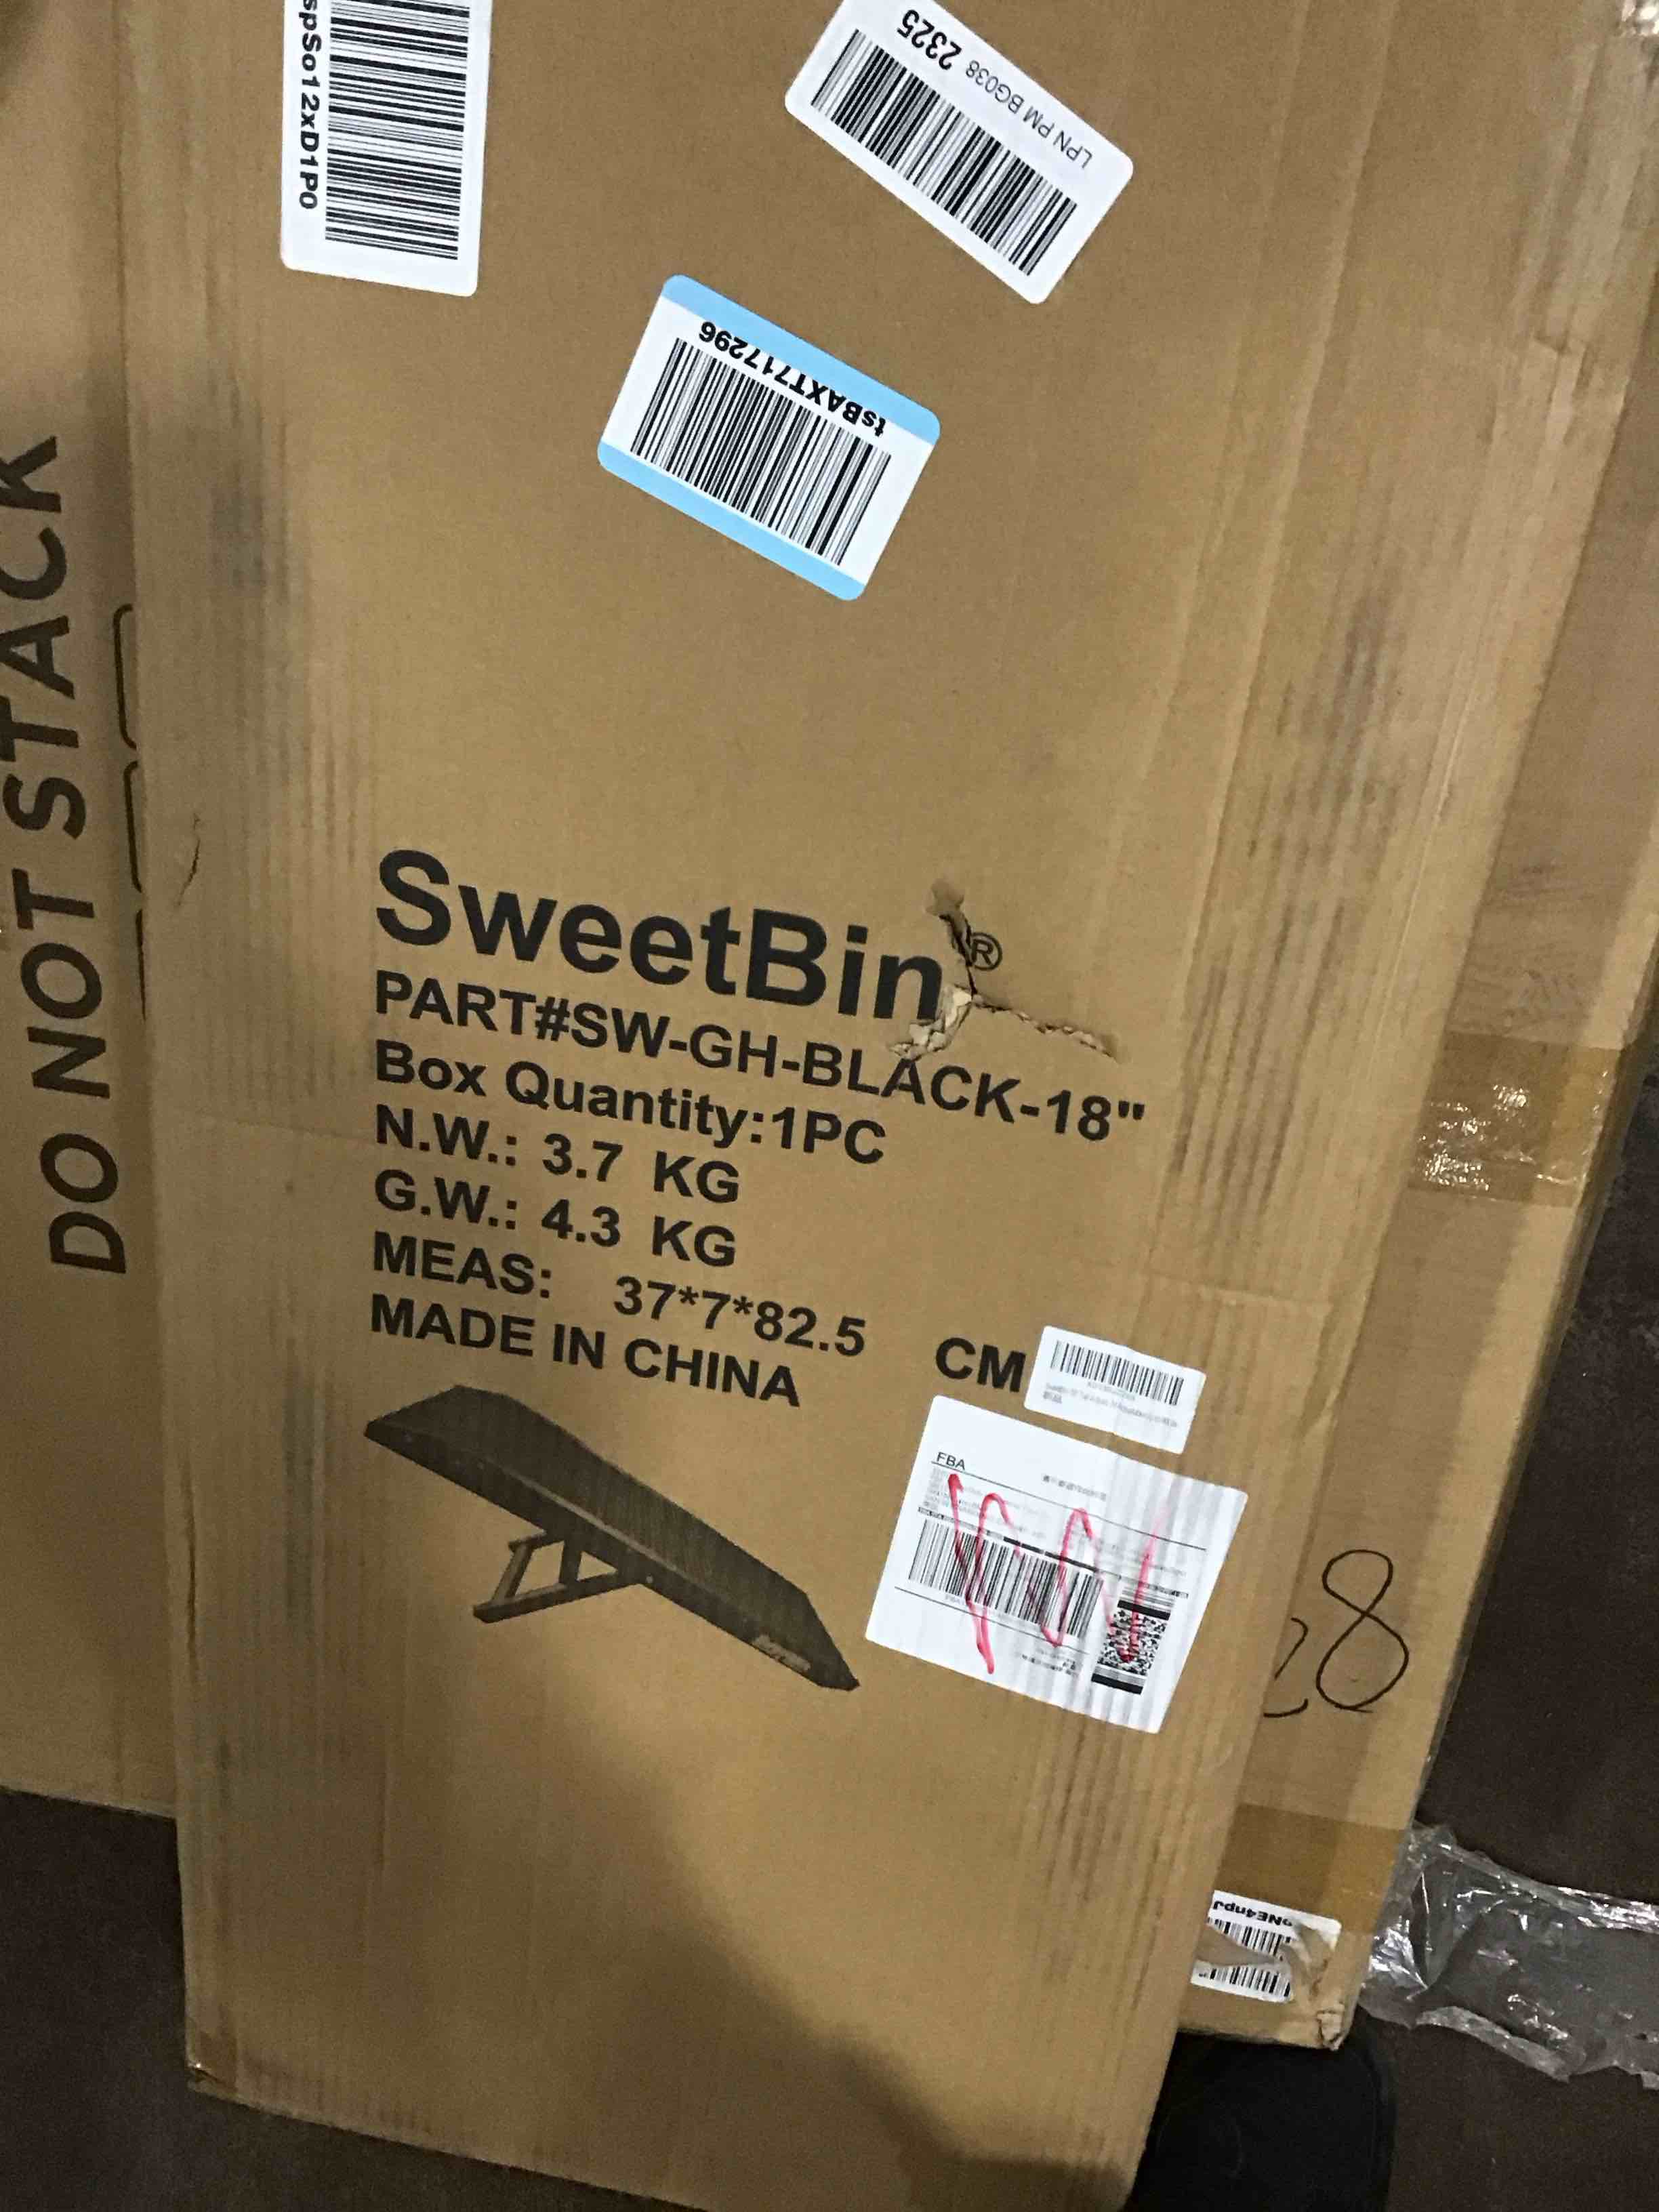 spSo12xD1P0
LPN PM BG038 2325
tsBAXT717296
DO NOT STACK
SweetBin®
PART#SW-GH-BLACK-18"
Box Quantity:1PC
N.W.: 3.7 KG
G.W.: 4.3 KG
MEAS: 37*7*82.5 CM
MADE IN CHINA
FBA
28